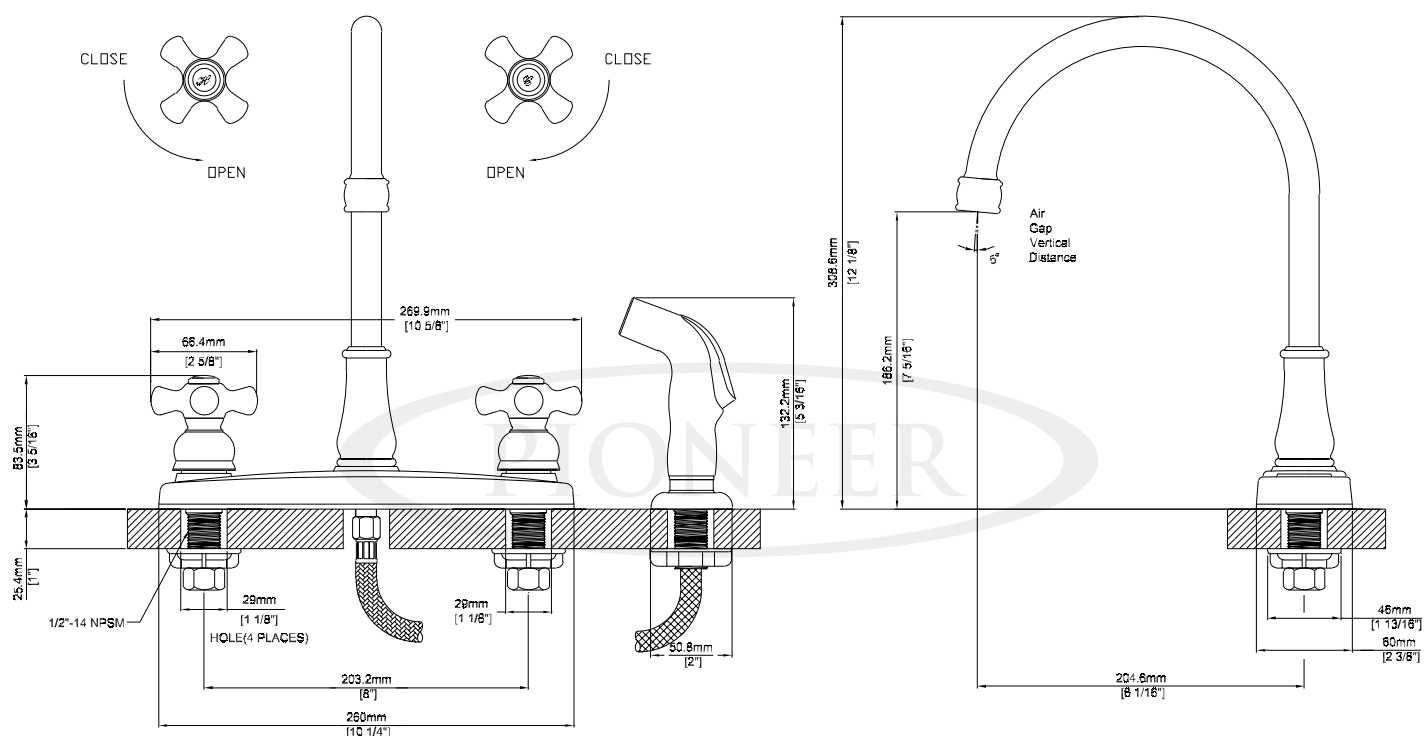 CLOSE
OPEN
CLOSE
OPEN
308.6mm
[12 1/8"]
Air
Gap
Vertical
Distance
5°
186.2mm
[7 5/16"]
269.9mm
[10 5/8"]
66.4mm
[2 5/8"]
83.5mm
[3 5/16"]
132.2mm
[5 3/16"]
PIONEER
25.4mm
[1"]
1/2"-14 NPSM
29mm
[1 1/8"]
HOLE(4 PLACES)
29mm
[1 1/8"]
50.8mm
[2"]
203.2mm
[8"]
260mm
[10 1/4"]
46mm
[1 13/16"]
60mm
[2 3/8"]
204.6mm
[8 1/16"]